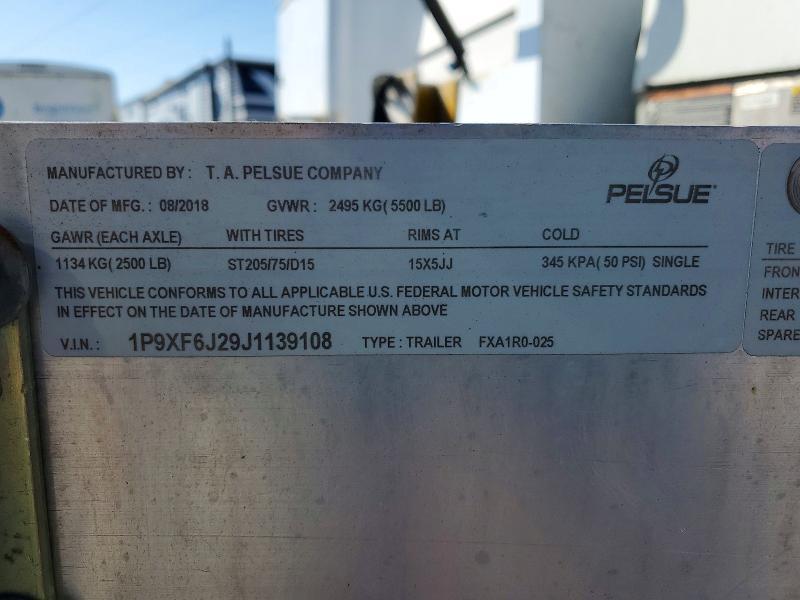 MANUFACTURED BY : T. A. PELSUE COMPANY
PELSUE®
DATE OF MFG. : 08/2018 GVWR : 2495 KG( 5500 LB)
GAWR (EACH AXLE) WITH TIRES RIMS AT COLD
1134 KG( 2500 LB) ST205/75/D15 15X5JJ 345 KPA( 50 PSI) SINGLE
THIS VEHICLE CONFORMS TO ALL APPLICABLE U.S. FEDERAL MOTOR VEHICLE SAFETY STANDARDS
IN EFFECT ON THE DATE OF MANUFACTURE SHOWN ABOVE
V.I.N. : 1P9XF6J29J1139108 TYPE : TRAILER FXA1R0-025
TIRE
FRON
INTER
REAR
SPARE